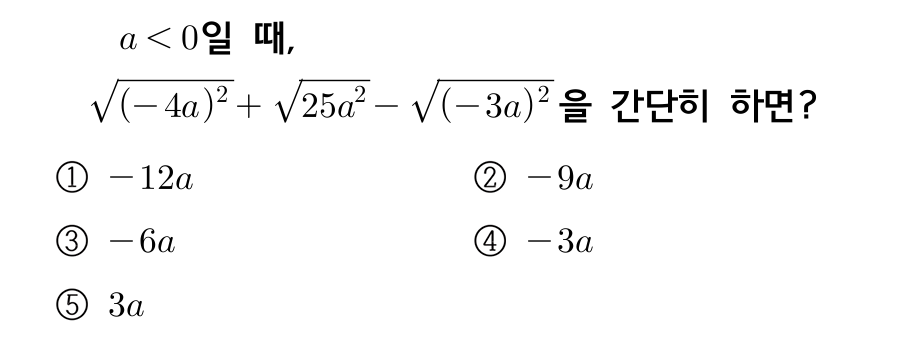 a < 0일 때,
√(−4a)² + √25a² − √(−3a)² 을 간단히 하면?
① −12a ② −9a
③ −6a ④ −3a
⑤ 3a